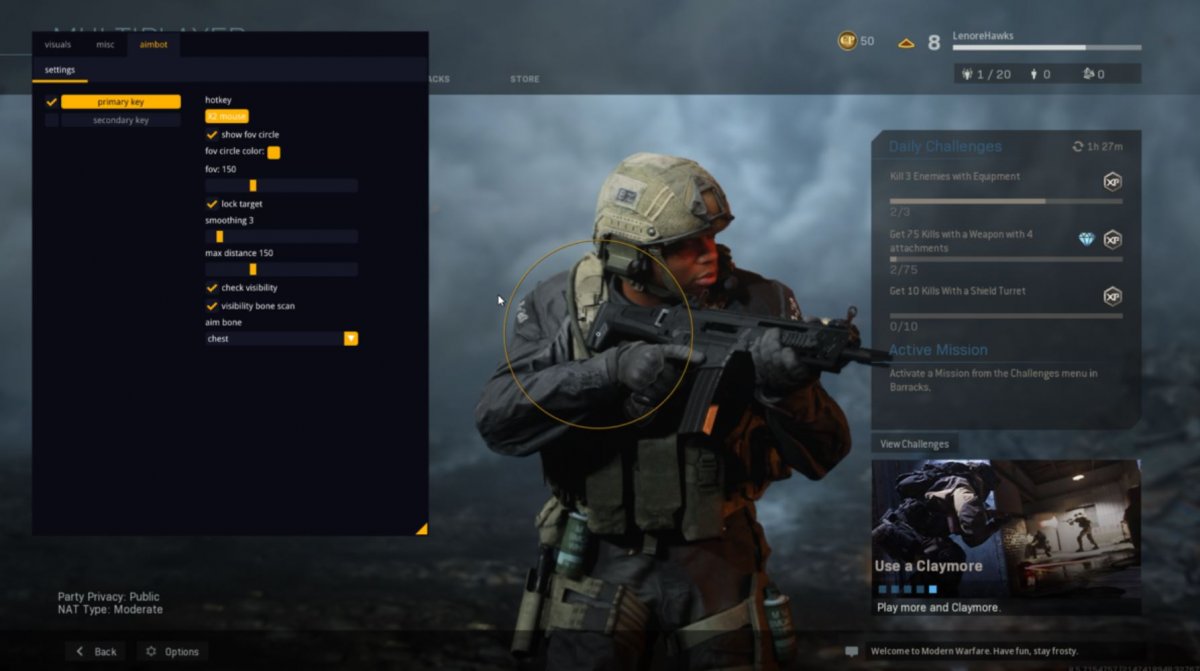 MULTIPLAYER
visuals misc aimbot
settings
primary key
secondary key
hotkey
X2 mouse
show fov circle
fov circle color:
fov: 150
lock target
smoothing 3
max distance 150
check visibility
visibility bone scan
aim bone
chest
ACKS STORE
CP 50
8
LenoreHawks
1 / 20 0 0
Daily Challenges 1h 27m
Kill 3 Enemies with Equipment
XP
2/3
Get 75 Kills with a Weapon with 4
attachments
XP
2/75
Get 10 Kills With a Shield Turret
XP
0/10
Active Mission
Activate a Mission from the Challenges menu in
Barracks.
View Challenges
Use a Claymore
Play more and Claymore.
Party Privacy: Public
NAT Type: Moderate
Back Options
Welcome to Modern Warfare. Have fun, stay frosty.